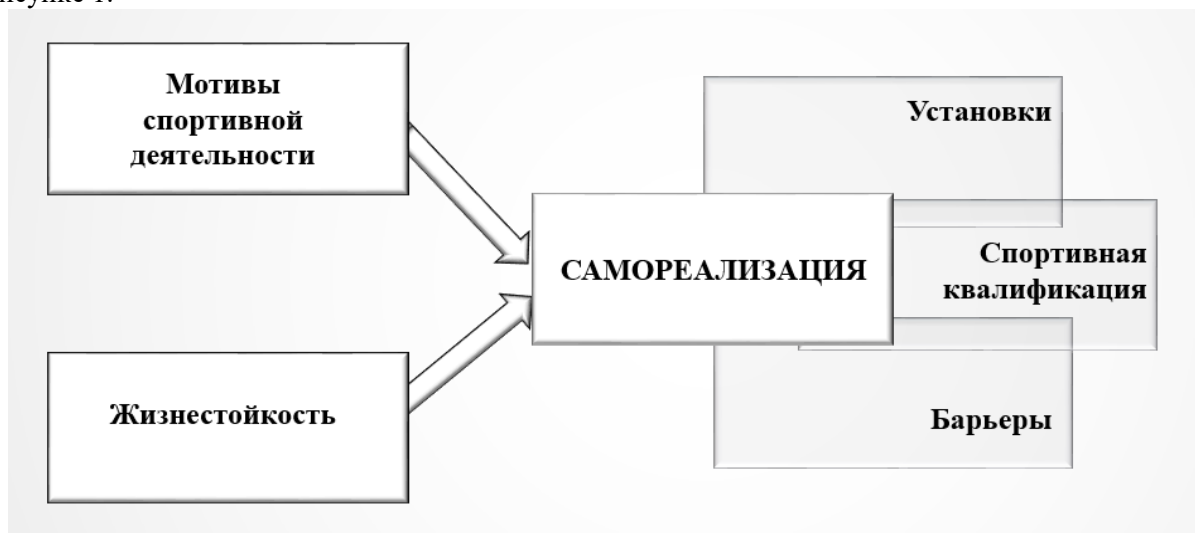 Мотивы
спортивной
деятельности
Установки
САМОРЕАЛИЗАЦИЯ
Спортивная
квалификация
Жизнестойкость
Барьеры